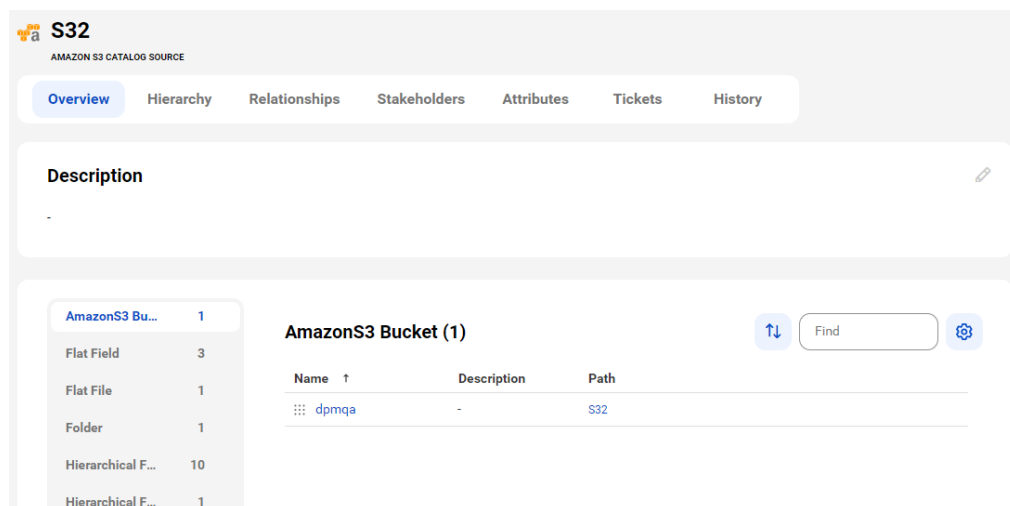 S32
AMAZON S3 CATALOG SOURCE
Overview Hierarchy Relationships Stakeholders Attributes Tickets History
Description
-
AmazonS3 Bu... 1
Flat Field 3
Flat File 1
Folder 1
Hierarchical F... 10
Hierarchical F... 1
AmazonS3 Bucket (1)
Find
Name ↑ Description Path
dpmqa - S32